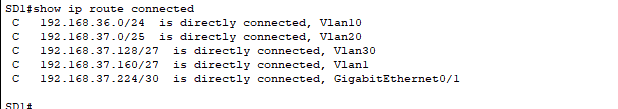 SD1#show ip route connected
C   192.168.36.0/24  is directly connected, Vlan10
C   192.168.37.0/25  is directly connected, Vlan20
C   192.168.37.128/27  is directly connected, Vlan30
C   192.168.37.160/27  is directly connected, Vlan1
C   192.168.37.224/30  is directly connected, GigabitEthernet0/1
SD1#